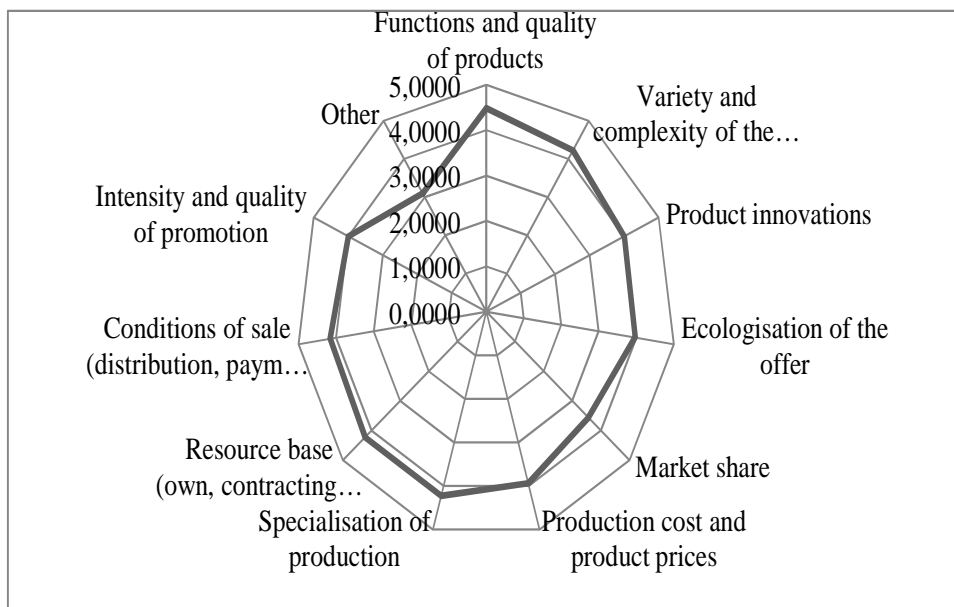 Functions and quality
of products
Variety and
complexity of the…
Product innovations
Ecologisation of the
offer
Market share
Production cost and
product prices
Specialisation of
production
Resource base
(own, contracting…
Conditions of sale
(distribution, paym…
Intensity and quality
of promotion
Other
5,0000
4,0000
3,0000
2,0000
1,0000
0,0000